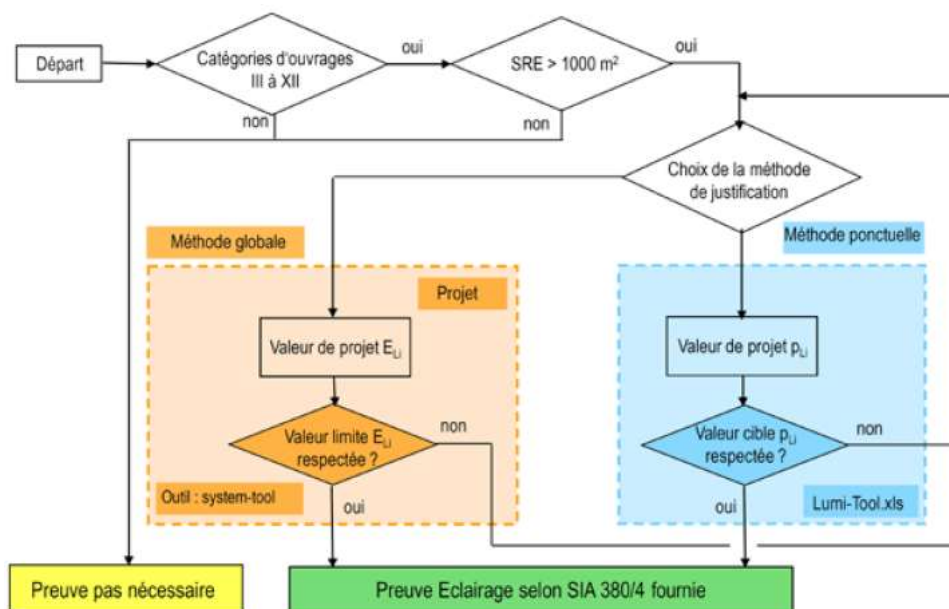 Départ
Catégories d'ouvrages
III à XII
oui
SRE > 1000 m²
oui
non
non
Choix de la méthode
de justification
Méthode globale
Méthode ponctuelle
Projet
Valeur de projet E_Li
Valeur de projet p_Li
Valeur limite E_Li
respectée ?
non
Valeur cible p_Li
respectée ?
non
Outil : system-tool
oui
oui
Lumi-Tool.xls
Preuve pas nécessaire
Preuve Eclairage selon SIA 380/4 fournie